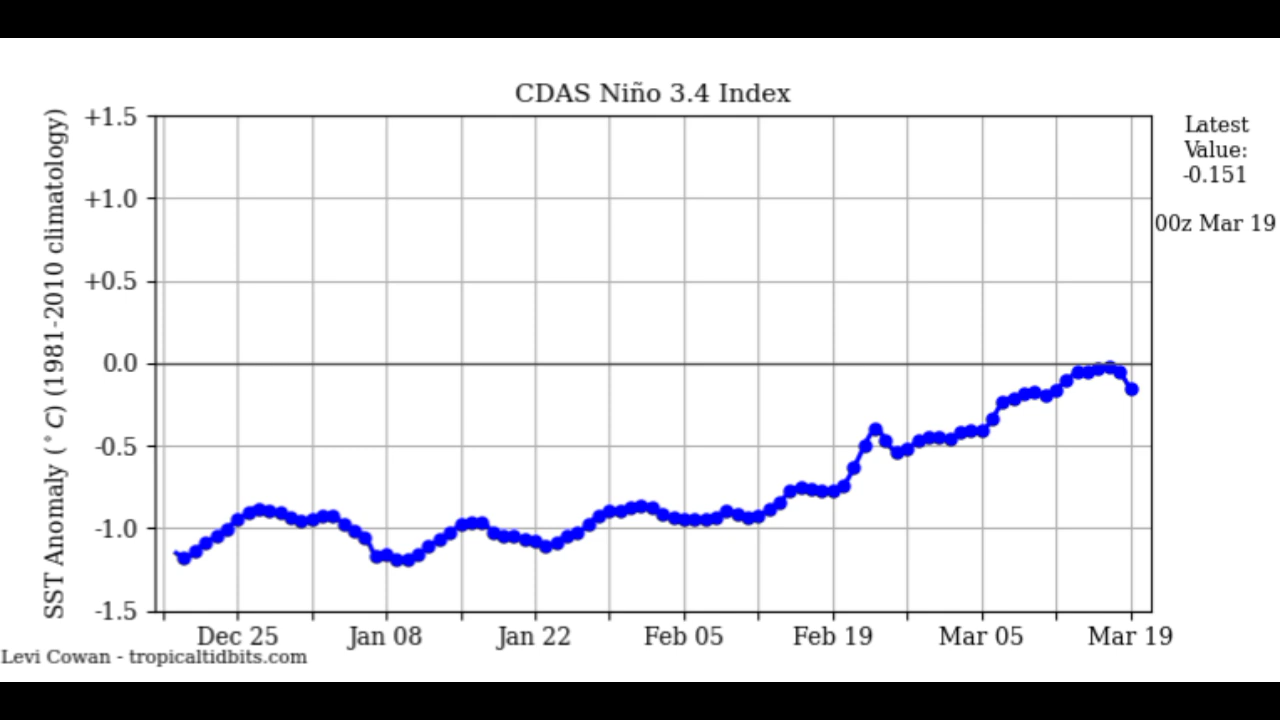 CDAS Niño 3.4 Index
SST Anomaly (°C) (1981-2010 climatology)
+1.5
+1.0
+0.5
0.0
-0.5
-1.0
-1.5
Dec 25
Jan 08
Jan 22
Feb 05
Feb 19
Mar 05
Mar 19
Latest
Value:
-0.151
00z Mar 19
Levi Cowan - tropicaltidbits.com